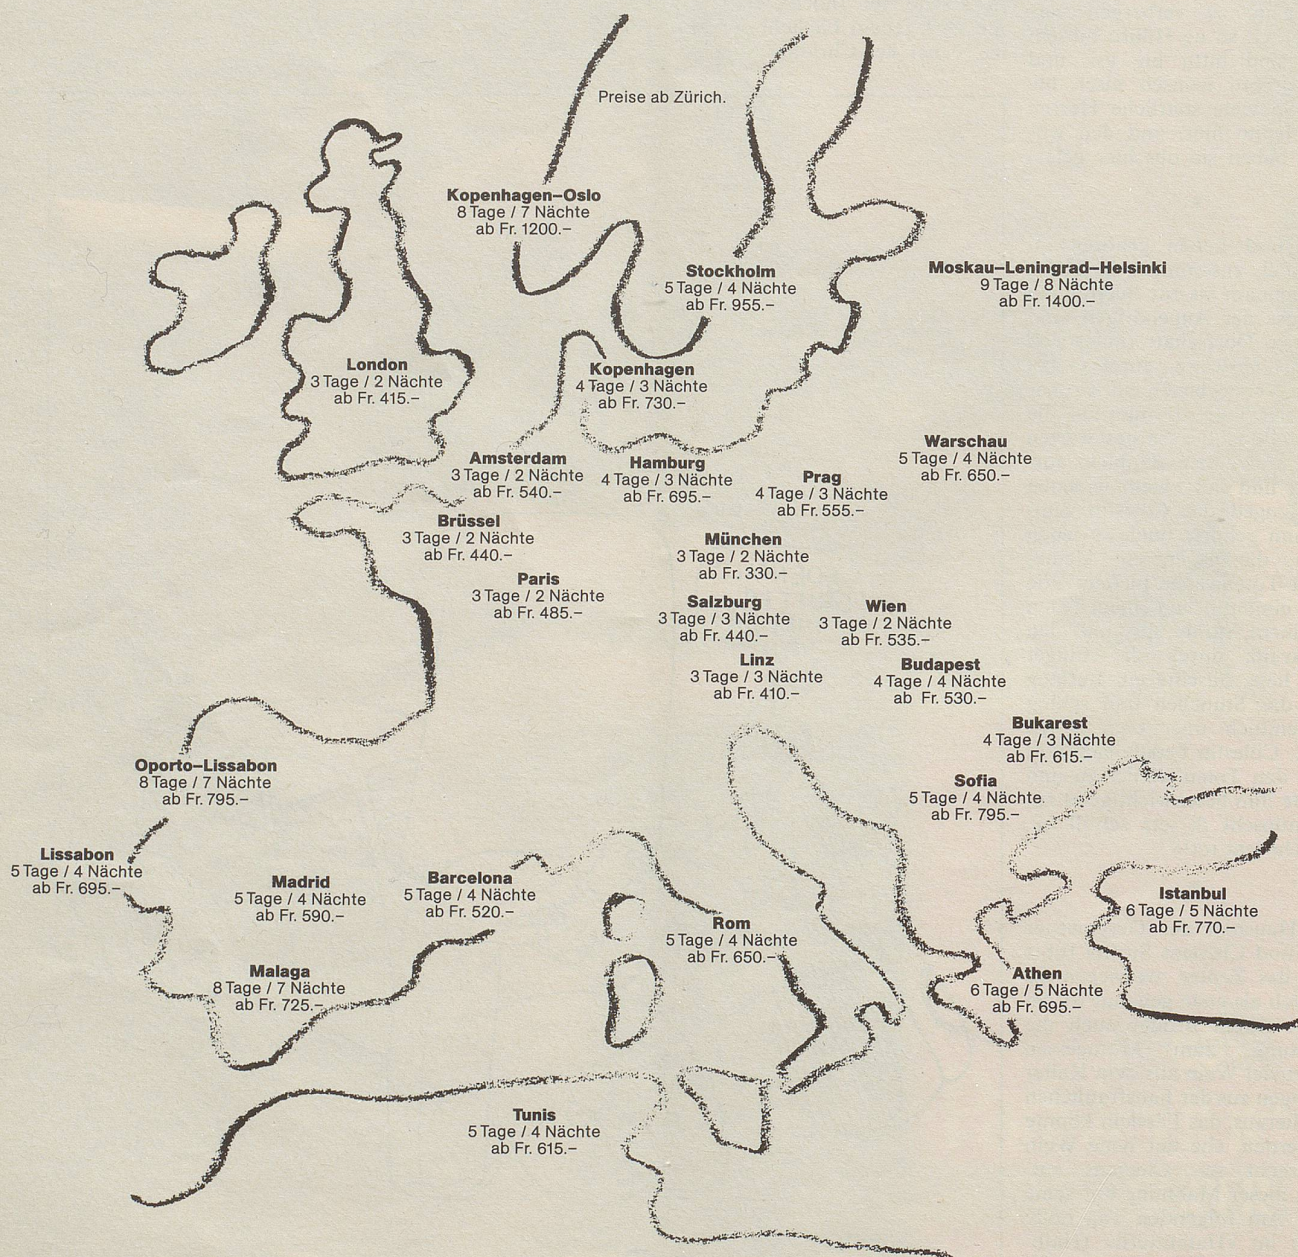 Preise ab Zürich.
Kopenhagen–Oslo
8 Tage / 7 Nächte
ab Fr. 1200.–
Stockholm
5 Tage / 4 Nächte
ab Fr. 955.–
Moskau–Leningrad–Helsinki
9 Tage / 8 Nächte
ab Fr. 1400.–
London
3 Tage / 2 Nächte
ab Fr. 415.–
Kopenhagen
4 Tage / 3 Nächte
ab Fr. 730.–
Warschau
5 Tage / 4 Nächte
ab Fr. 650.–
Amsterdam
3 Tage / 2 Nächte
ab Fr. 540.–
Hamburg
4 Tage / 3 Nächte
ab Fr. 695.–
Prag
4 Tage / 3 Nächte
ab Fr. 555.–
Brüssel
3 Tage / 2 Nächte
ab Fr. 440.–
München
3 Tage / 2 Nächte
ab Fr. 330.–
Paris
3 Tage / 2 Nächte
ab Fr. 485.–
Salzburg
3 Tage / 3 Nächte
ab Fr. 440.–
Wien
3 Tage / 2 Nächte
ab Fr. 535.–
Linz
3 Tage / 3 Nächte
ab Fr. 410.–
Budapest
4 Tage / 4 Nächte
ab Fr. 530.–
Bukarest
4 Tage / 3 Nächte
ab Fr. 615.–
Oporto–Lissabon
8 Tage / 7 Nächte
ab Fr. 795.–
Sofia
5 Tage / 4 Nächte
ab Fr. 795.–
Lissabon
5 Tage / 4 Nächte
ab Fr. 695.–
Madrid
5 Tage / 4 Nächte
ab Fr. 590.–
Barcelona
5 Tage / 4 Nächte
ab Fr. 520.–
Istanbul
6 Tage / 5 Nächte
ab Fr. 770.–
Rom
5 Tage / 4 Nächte
ab Fr. 650.–
Malaga
8 Tage / 7 Nächte
ab Fr. 725.–
Athen
6 Tage / 5 Nächte
ab Fr. 695.–
Tunis
5 Tage / 4 Nächte
ab Fr. 615.–